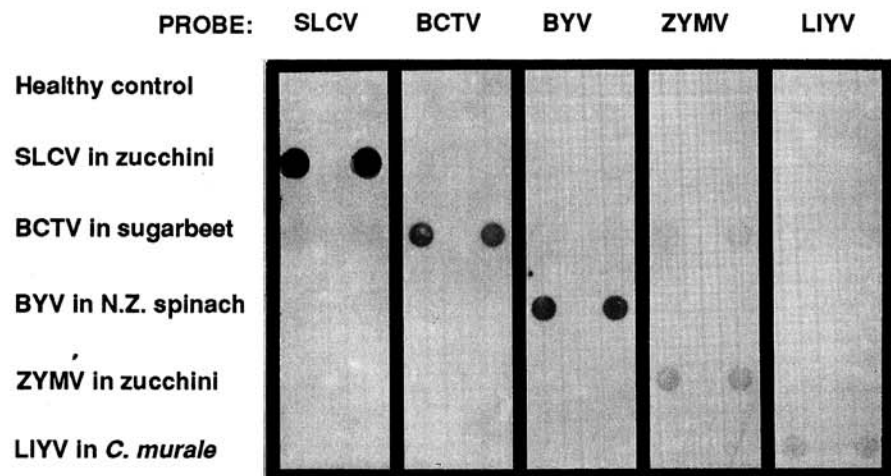 PROBE: SLCV BCTV BYV ZYMV LIYV
Healthy control
SLCV in zucchini
BCTV in sugarbeet
BYV in N.Z. spinach
ZYMV in zucchini
LIYV in C. murale